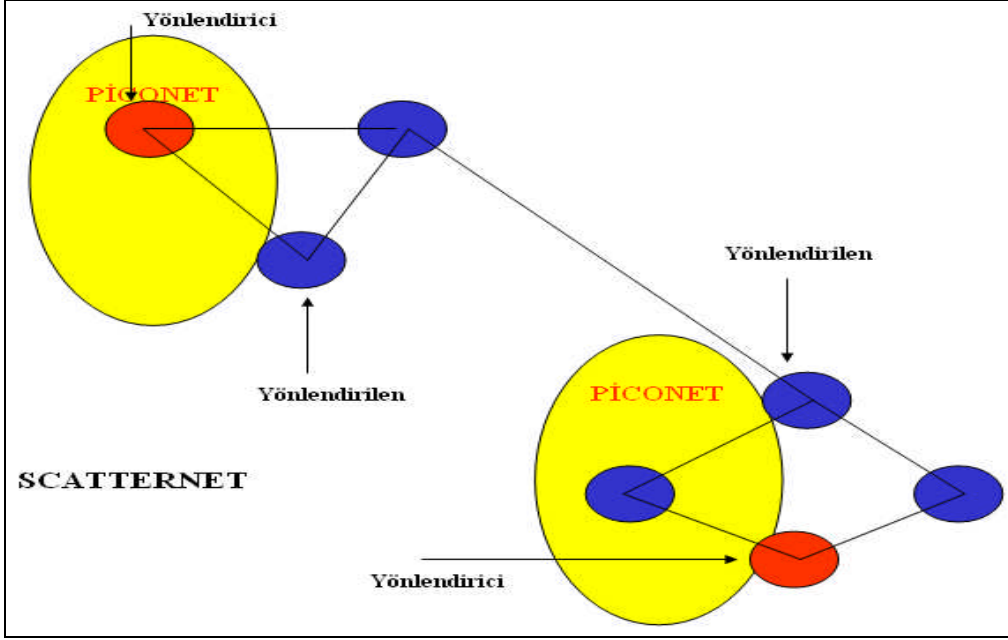 Yönlendirici
PİCONET
Yönlendirilen
Yönlendirilen
PİCONET
SCATTERNET
Yönlendirici